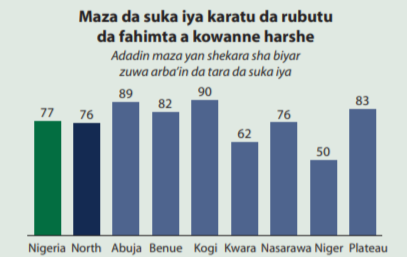 Maza da suka iya karatu da rubutu
da fahimta a kowanne harshe
Adadin maza yan shekara sha biyar
zuwa arba'in da tara da suka iya
77 76 89 82 90 62 76 50 83
Nigeria North Abuja Benue Kogi Kwara Nasarawa Niger Plateau